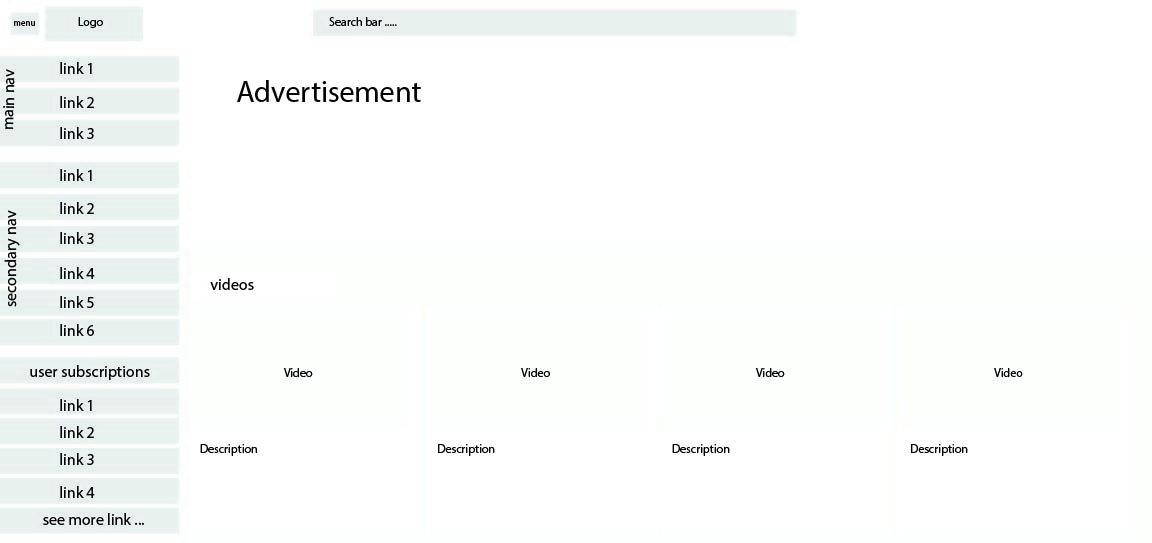 menu
Logo
Search bar .....
main nav
link 1
link 2
link 3
secondary nav
link 1
link 2
link 3
link 4
link 5
link 6
user subscriptions
link 1
link 2
link 3
link 4
see more link ...
Advertisement
videos
Video
Video
Video
Video
Description
Description
Description
Description